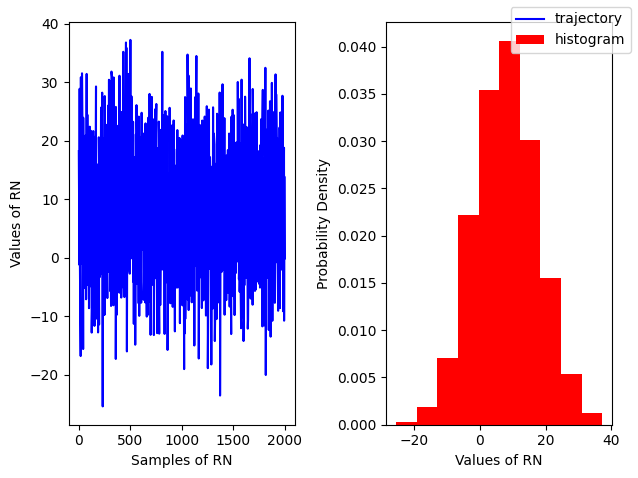 trajectory
histogram
40
30
20
10
0
−10
−20
Values of RN
0 500 1000 1500 2000
Samples of RN
0.040
0.035
0.030
0.025
0.020
0.015
0.010
0.005
0.000
Probability Density
−20 0 20 40
Values of RN